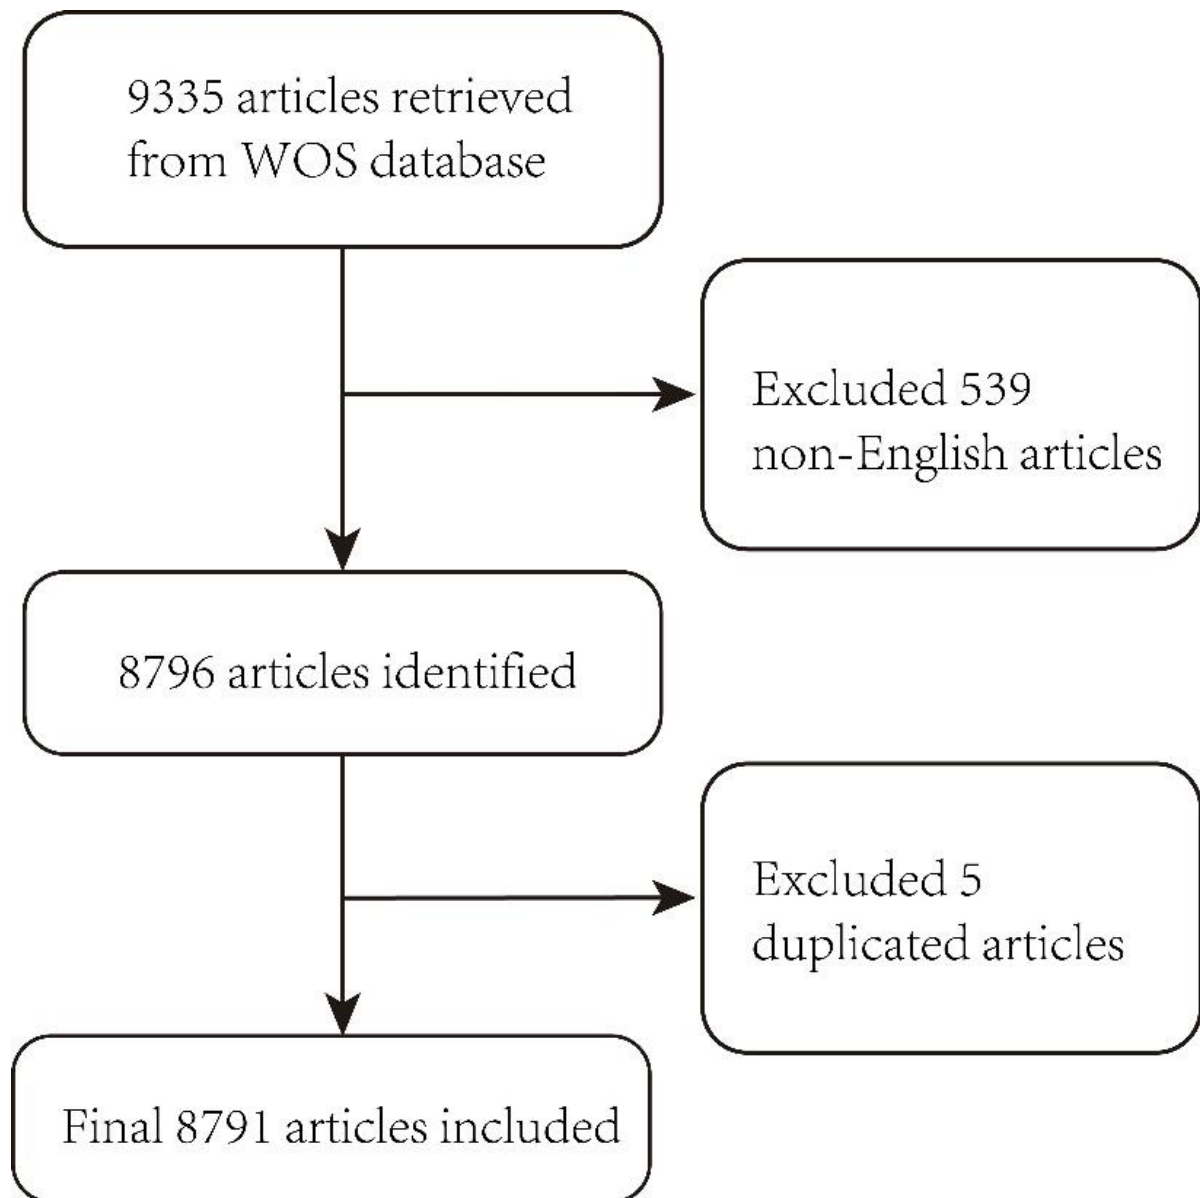 9335 articles retrieved
from WOS database
Excluded 539
non-English articles
8796 articles identified
Excluded 5
duplicated articles
Final 8791 articles included